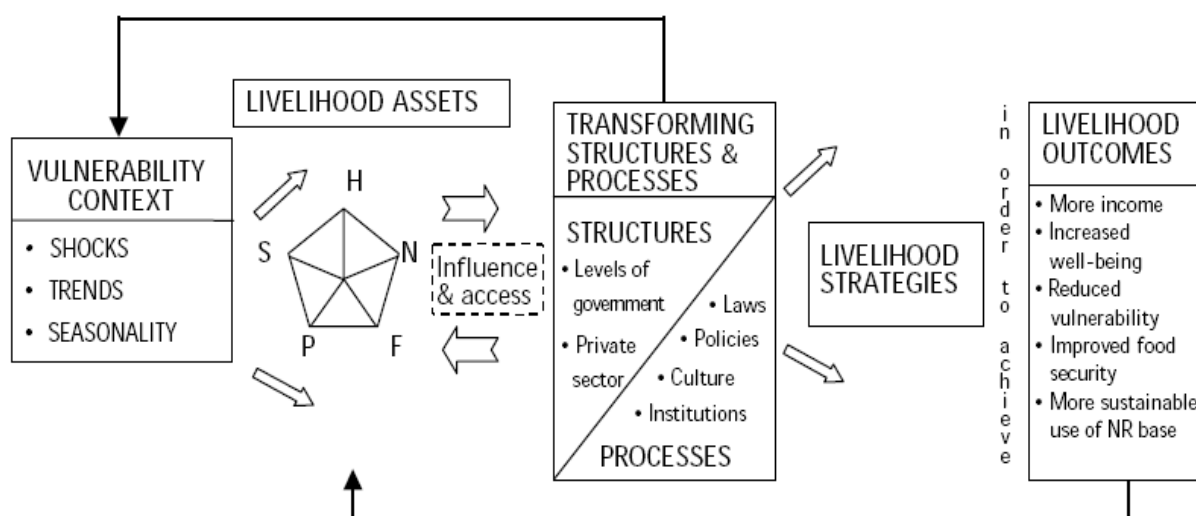 LIVELIHOOD ASSETS
VULNERABILITY
CONTEXT
• SHOCKS
• TRENDS
• SEASONALITY
H
S
N
P
F
Influence
& access
TRANSFORMING
STRUCTURES &
PROCESSES
STRUCTURES
• Levels of
government
• Private
sector
• Laws
• Policies
• Culture
• Institutions
PROCESSES
LIVELIHOOD
STRATEGIES
in order to achieve
LIVELIHOOD
OUTCOMES
• More income
• Increased
well-being
• Reduced
vulnerability
• Improved food
security
• More sustainable
use of NR base